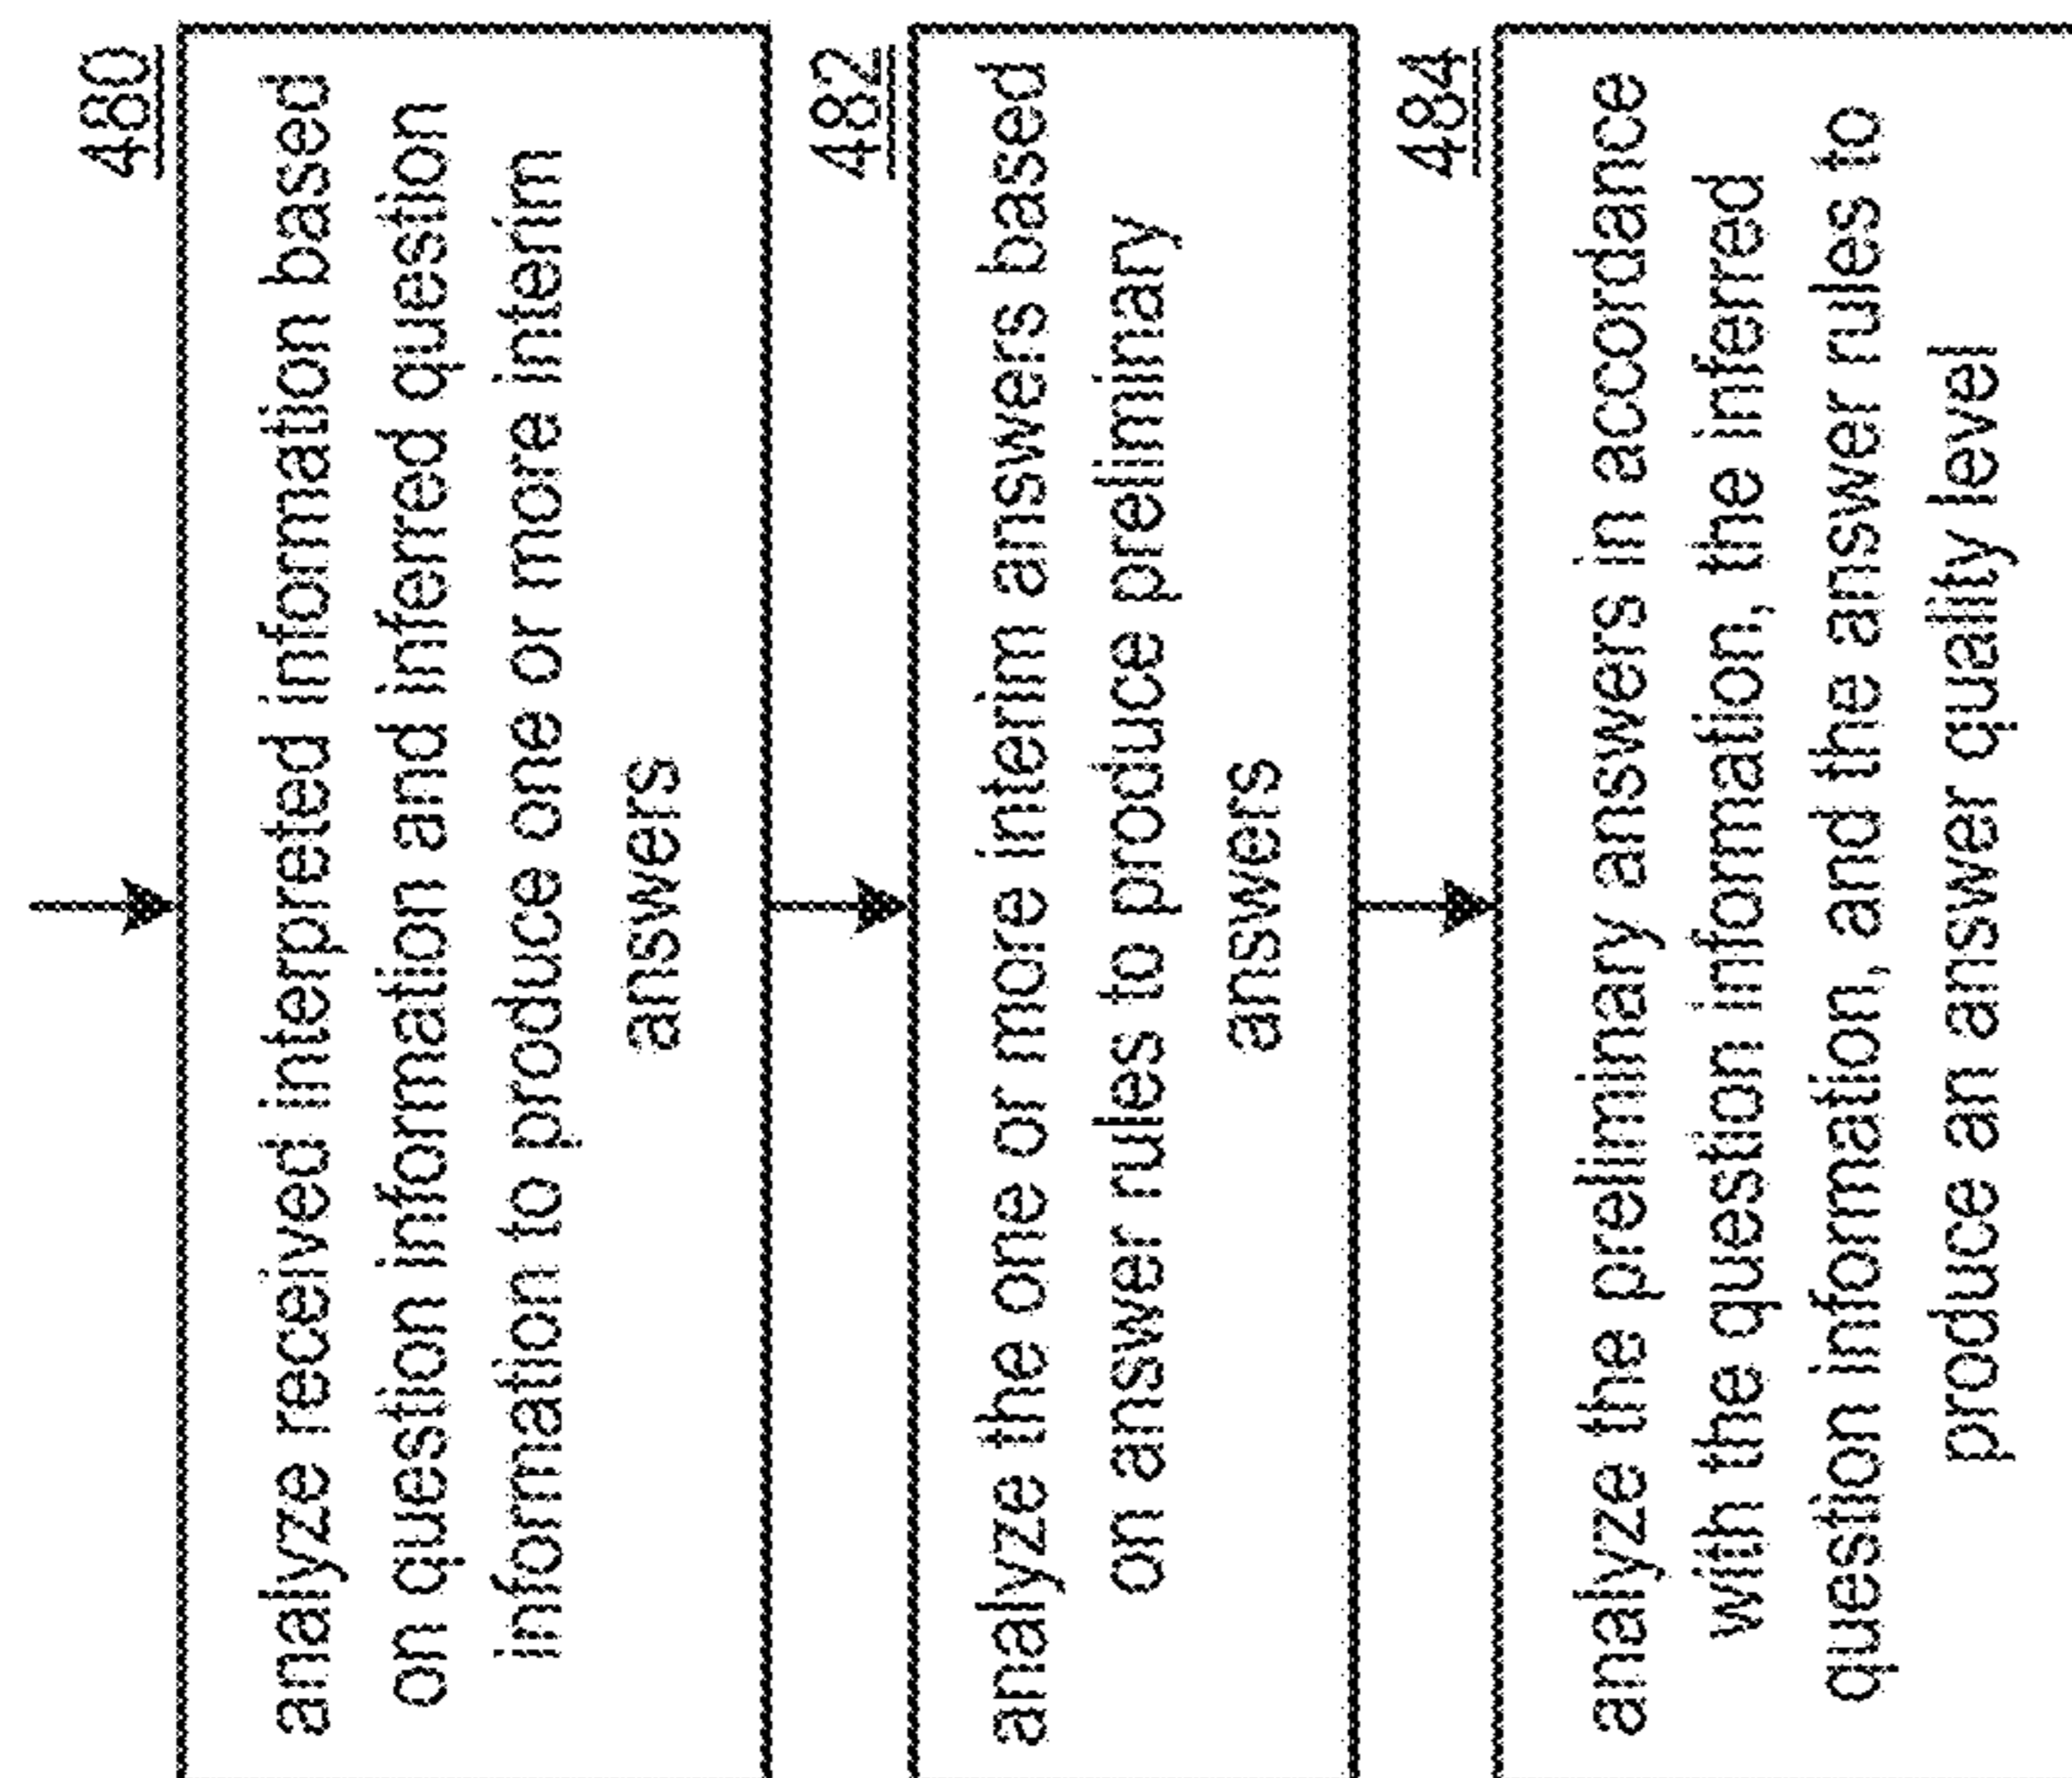 480
analyze received interpreted information based
on question information and inferred question
information to produce one or more interim
answers
482
analyze the one or more interim answers based
on answer rules to produce preliminary
answers
484
analyze the preliminary answers in accordance
with the question information, the inferred
question information, and the answer rules to
produce an answer quality level